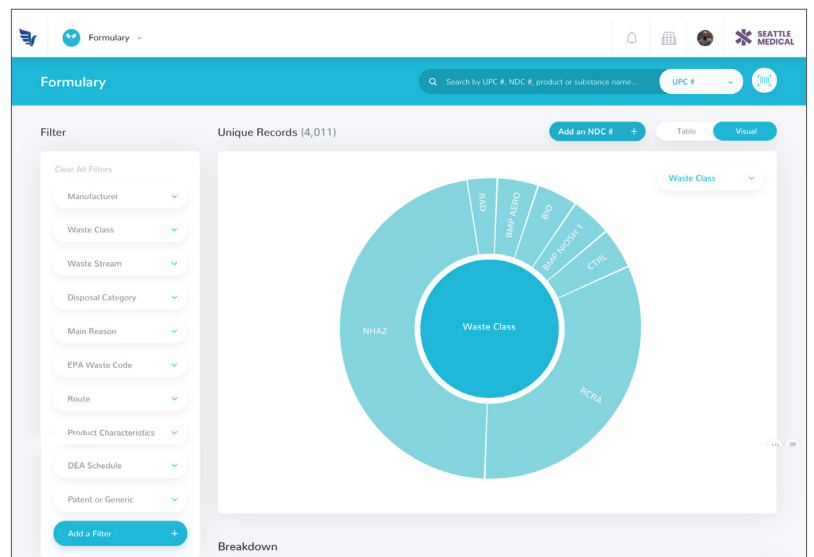 Formulary
SEATTLE
MEDICAL
Formulary
Search by UPC #, NDC #, product or substance name...
UPC #
Filter
Unique Records (4,011)
Add an NDC # +
Table
Visual
Clear All Filters
Manufacturer
Waste Class
Waste Stream
Disposal Category
Main Reason
EPA Waste Code
Route
Product Characteristics
DEA Schedule
Patent or Generic
Add a Filter +
Waste Class
RAD
BMP AERO
BIO
BMP NIOSH 1
CTRL
NHAZ
Waste Class
RCRA
Breakdown